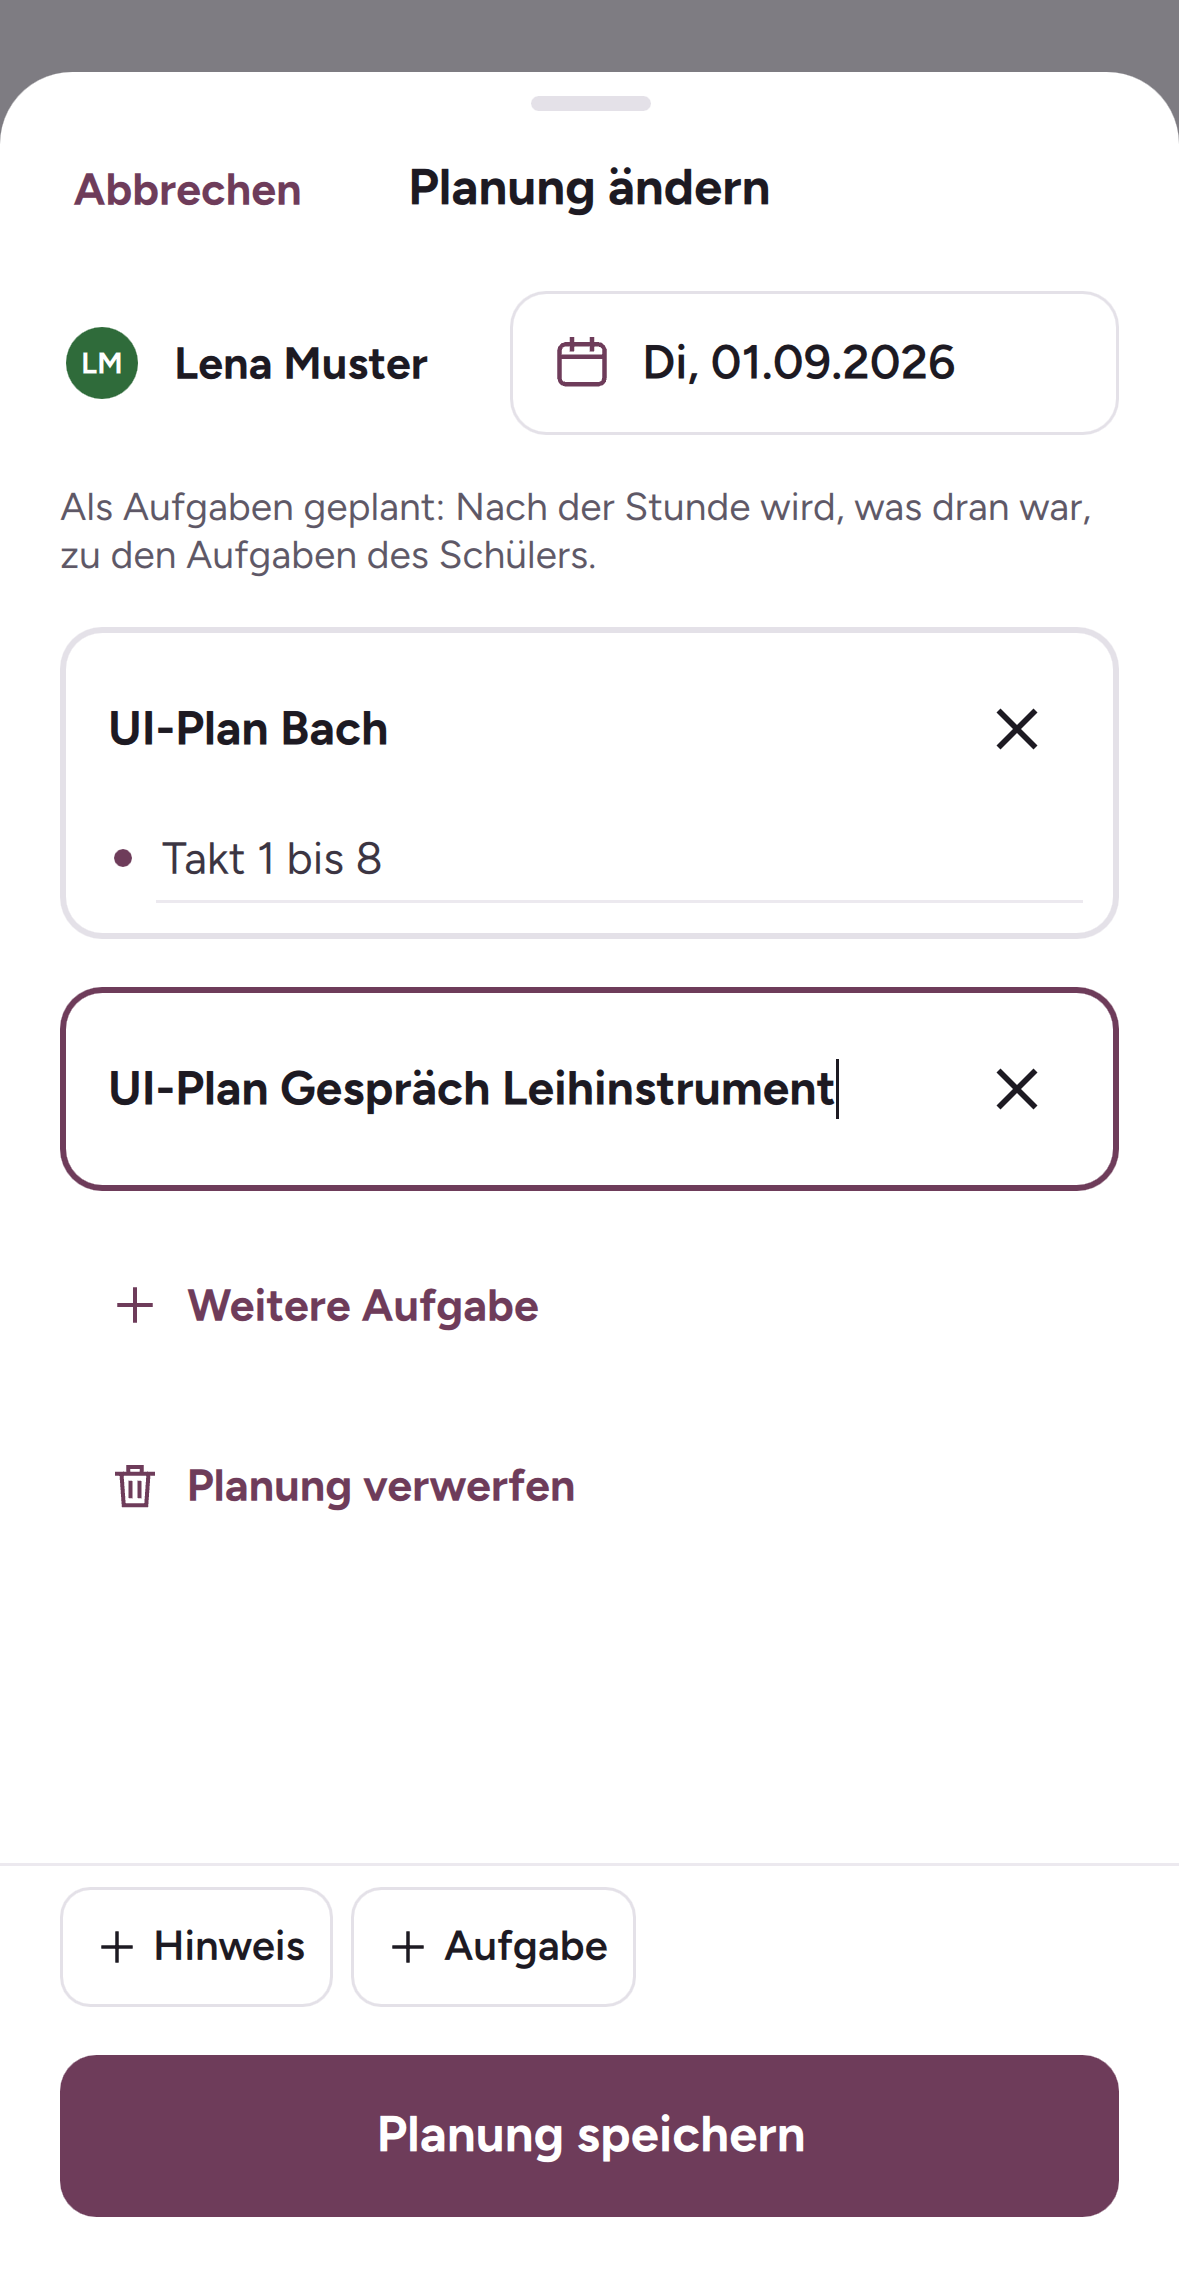 Abbrechen
Planung ändern
LM
Lena Muster
Di, 01.09.2026
Als Aufgaben geplant: Nach der Stunde wird, was dran war,
zu den Aufgaben des Schülers.
UI-Plan Bach
Takt 1 bis 8
UI-Plan Gespräch Leihinstrument
Weitere Aufgabe
Planung verwerfen
Hinweis
Aufgabe
Planung speichern